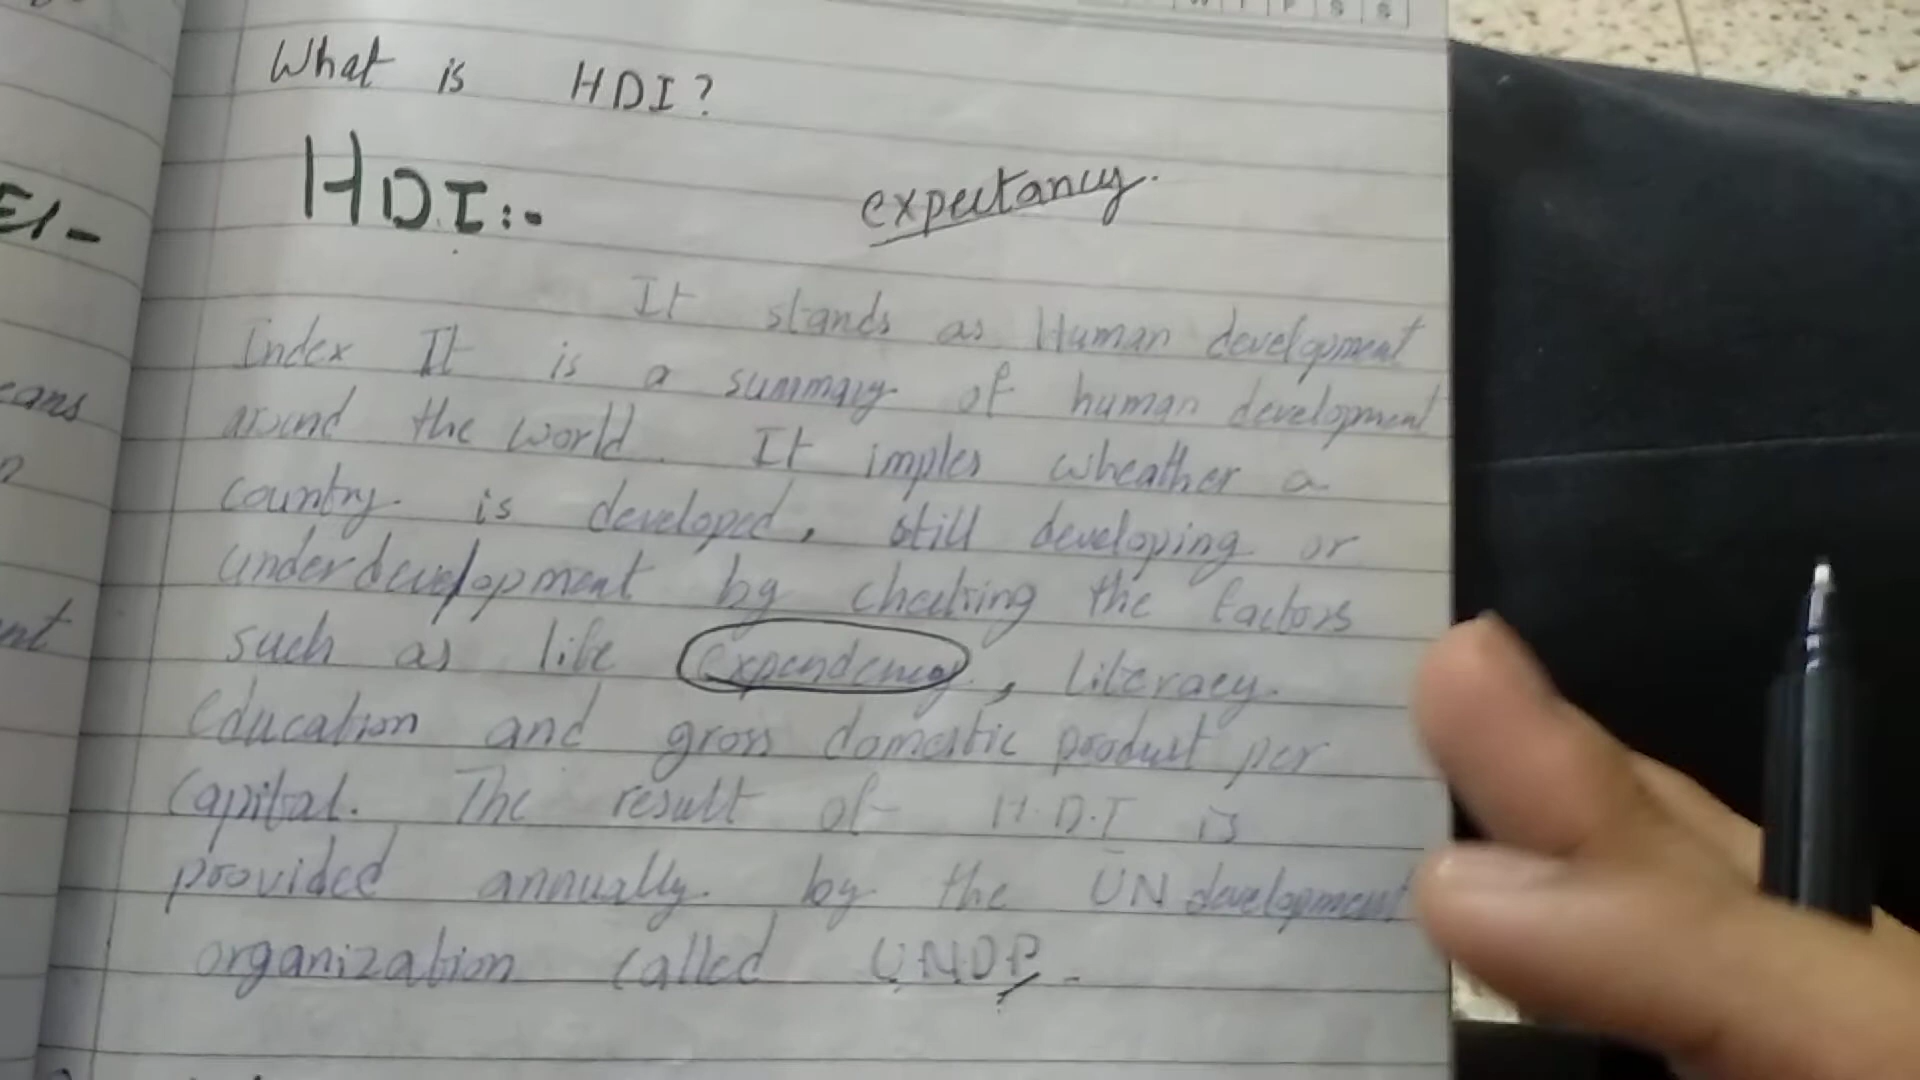 W T F S S
What is HDI?
HDI:-
expectancy.
It stands as Human development
Index It is a summary of human development
around the world. It imples wheather a
country is developed, still developing or
underdevelopment by checking the factors
such as life expendency, literacy
education and gross domestic product per
capital. The result of H.D.I is
provided annually by the UN development
organization called UNDP.